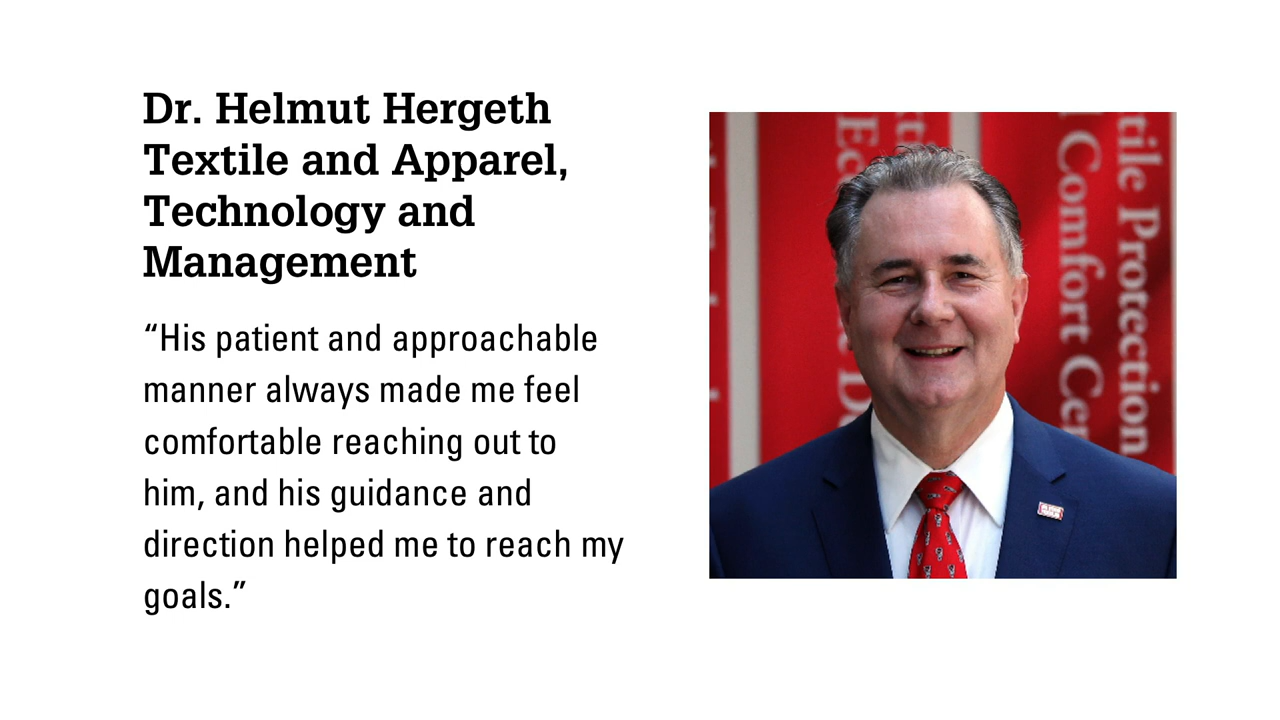 Dr. Helmut Hergeth
Textile and Apparel,
Technology and
Management
“His patient and approachable
manner always made me feel
comfortable reaching out to
him, and his guidance and
direction helped me to reach my
goals.”
tile Protection
Comfort Cen